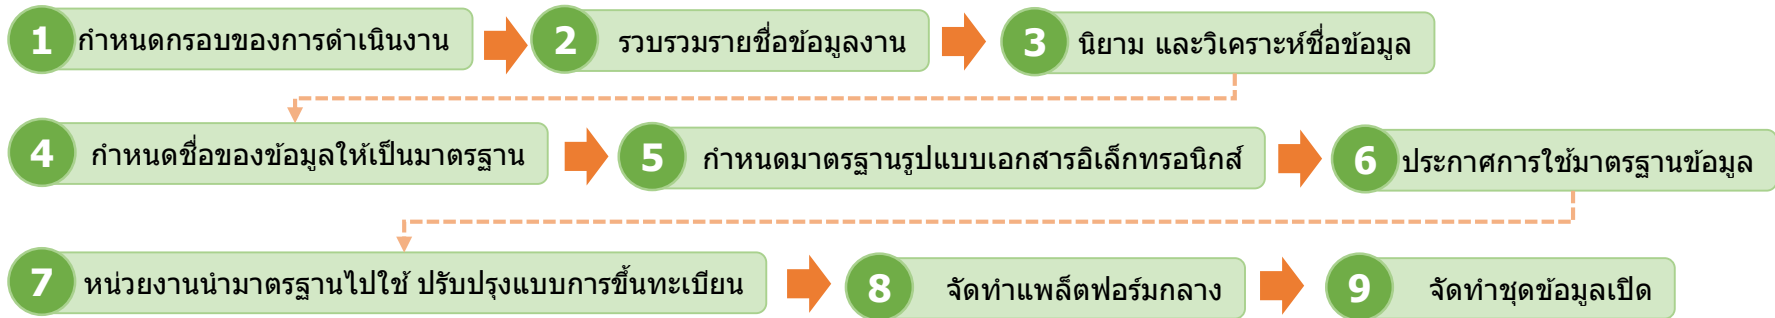 1 กำหนดกรอบของการดำเนินงาน
2 รวบรวมรายชื่อข้อมูลงาน
3 นิยาม และวิเคราะห์ชื่อข้อมูล
4 กำหนดชื่อของข้อมูลให้เป็นมาตรฐาน
5 กำหนดมาตรฐานรูปแบบเอกสารอิเล็กทรอนิกส์
6 ประกาศการใช้มาตรฐานข้อมูล
7 หน่วยงานนำมาตรฐานไปใช้ ปรับปรุงแบบการขึ้นทะเบียน
8 จัดทำแพล็ตฟอร์มกลาง
9 จัดทำชุดข้อมูลเปิด